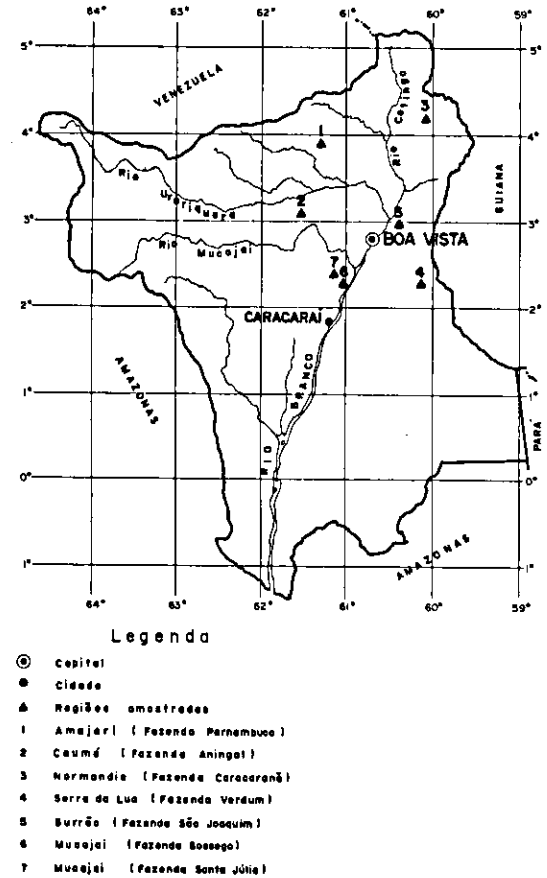 64° 63° 62° 61° 60° 59°
5° 5°
VENEZUELA
Rio Cotingo
3
1
4° 4°
Rio Uraricuera
GUIANA
2
5
3° 3°
BOA VISTA
Rio Mucajai
7
6
4
2° 2°
CARACARAÍ
AMAZONAS
RIO BRANCO
1° 1°
PARÁ
0° 0°
AMAZONAS
1° 1°
64° 63° 62° 61° 60° 59°
Legenda
Capital
Cidade
Regiões amostradas
1 Amajari (Fazenda Pernambuco)
2 Caumé (Fazenda Aningal)
3 Normandia (Fazenda Caracaranã)
4 Serra da Lua (Fazenda Verdum)
5 Surrão (Fazenda São Joaquim)
6 Mucajai (Fazenda Sossego)
7 Mucajai (Fazenda Santa Júlia)